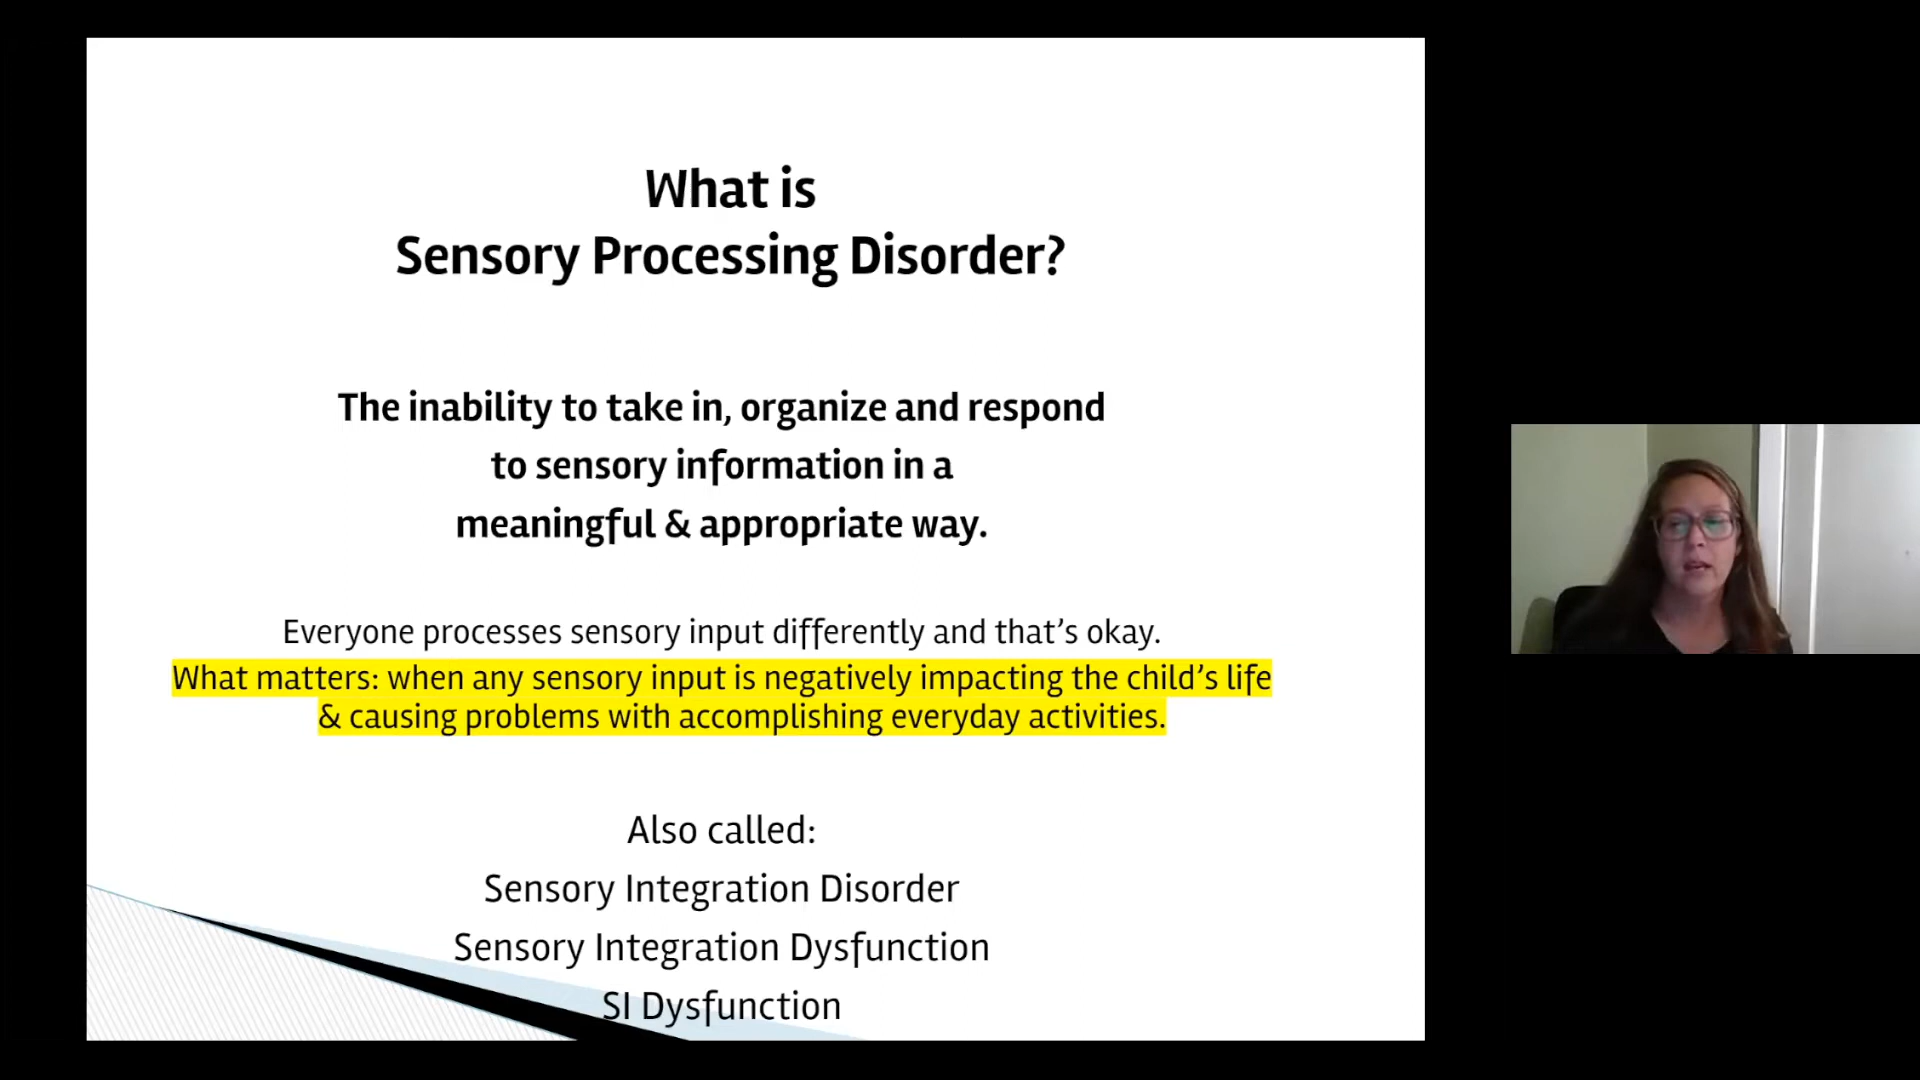 What is
Sensory Processing Disorder?
The inability to take in, organize and respond
to sensory information in a
meaningful & appropriate way.
Everyone processes sensory input differently and that’s okay.
What matters: when any sensory input is negatively impacting the child’s life
& causing problems with accomplishing everyday activities.
Also called:
Sensory Integration Disorder
Sensory Integration Dysfunction
SI Dysfunction